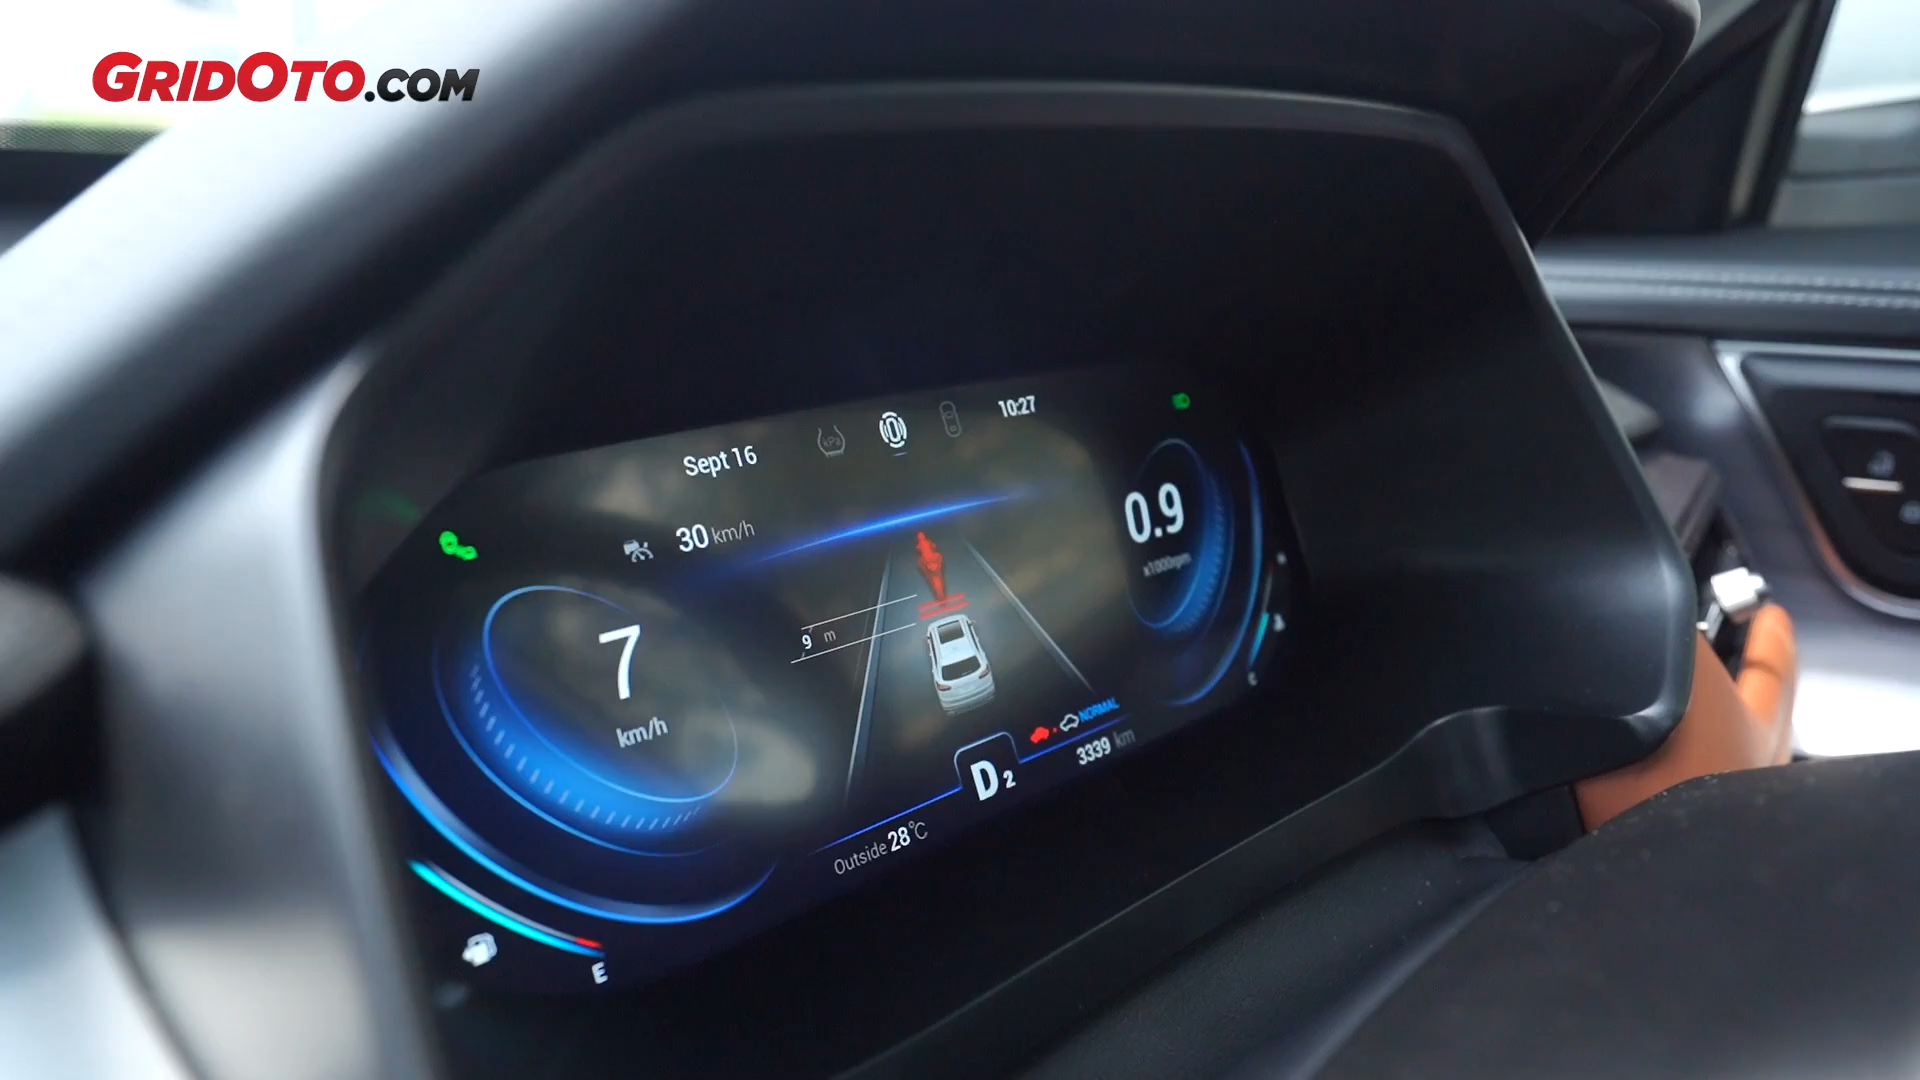 GRIDOTO.COM
Sept 16
kPa
10:27
30 km/h
0.9
x1000rpm
7
km/h
9 m
NORMAL
3339 km
D2
Outside 28°C
E